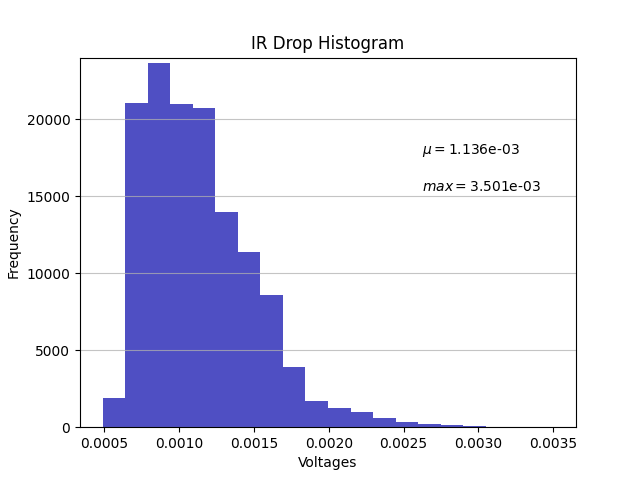 IR Drop Histogram
20000
15000
10000
5000
0
Frequency
μ = 1.136e-03
max = 3.501e-03
0.0005 0.0010 0.0015 0.0020 0.0025 0.0030 0.0035
Voltages